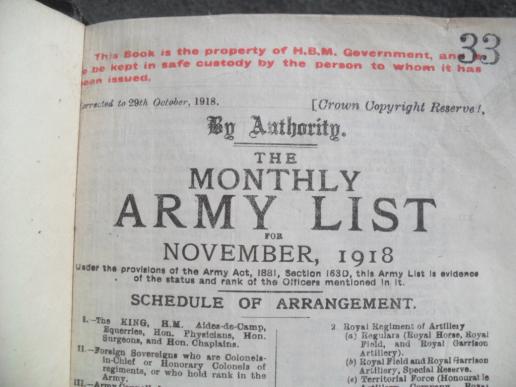 33
This Book is the property of H.B.M. Government, and
be kept in safe custody by the person to whom it has
been issued.
Corrected to 29th October, 1918.
[Crown Copyright Reserved,
By Authority.
THE
MONTHLY
ARMY LIST
FOR
NOVEMBER, 1918
Under the provisions of the Army Act, 1881, Section 163D, this Army List is evidence
of the status and rank of the Officers mentioned in it.
SCHEDULE OF ARRANGEMENT.
I.—The KING, H.M. Aides-de-Camp,
Equerries, Hon. Physicians, Hon.
Surgeons, and Hon. Chaplains.
II.—Foreign Sovereigns who are Colonels-
in-Chief or Honorary Colonels of
regiments, or who hold rank in the
Army.
2 Royal Regiment of Artillery
(a) Regulars (Royal Horse, Royal
Field, and Royal Garrison
Artillery).
(b) Royal Field and Royal Garrison
Artillery, Special Reserve.
(c) Territorial Force (Honourable